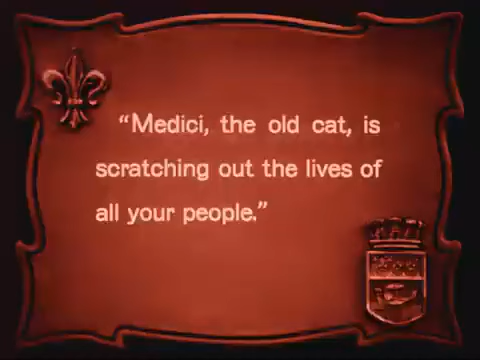 “Medici, the old cat, is
scratching out the lives of
all your people.”